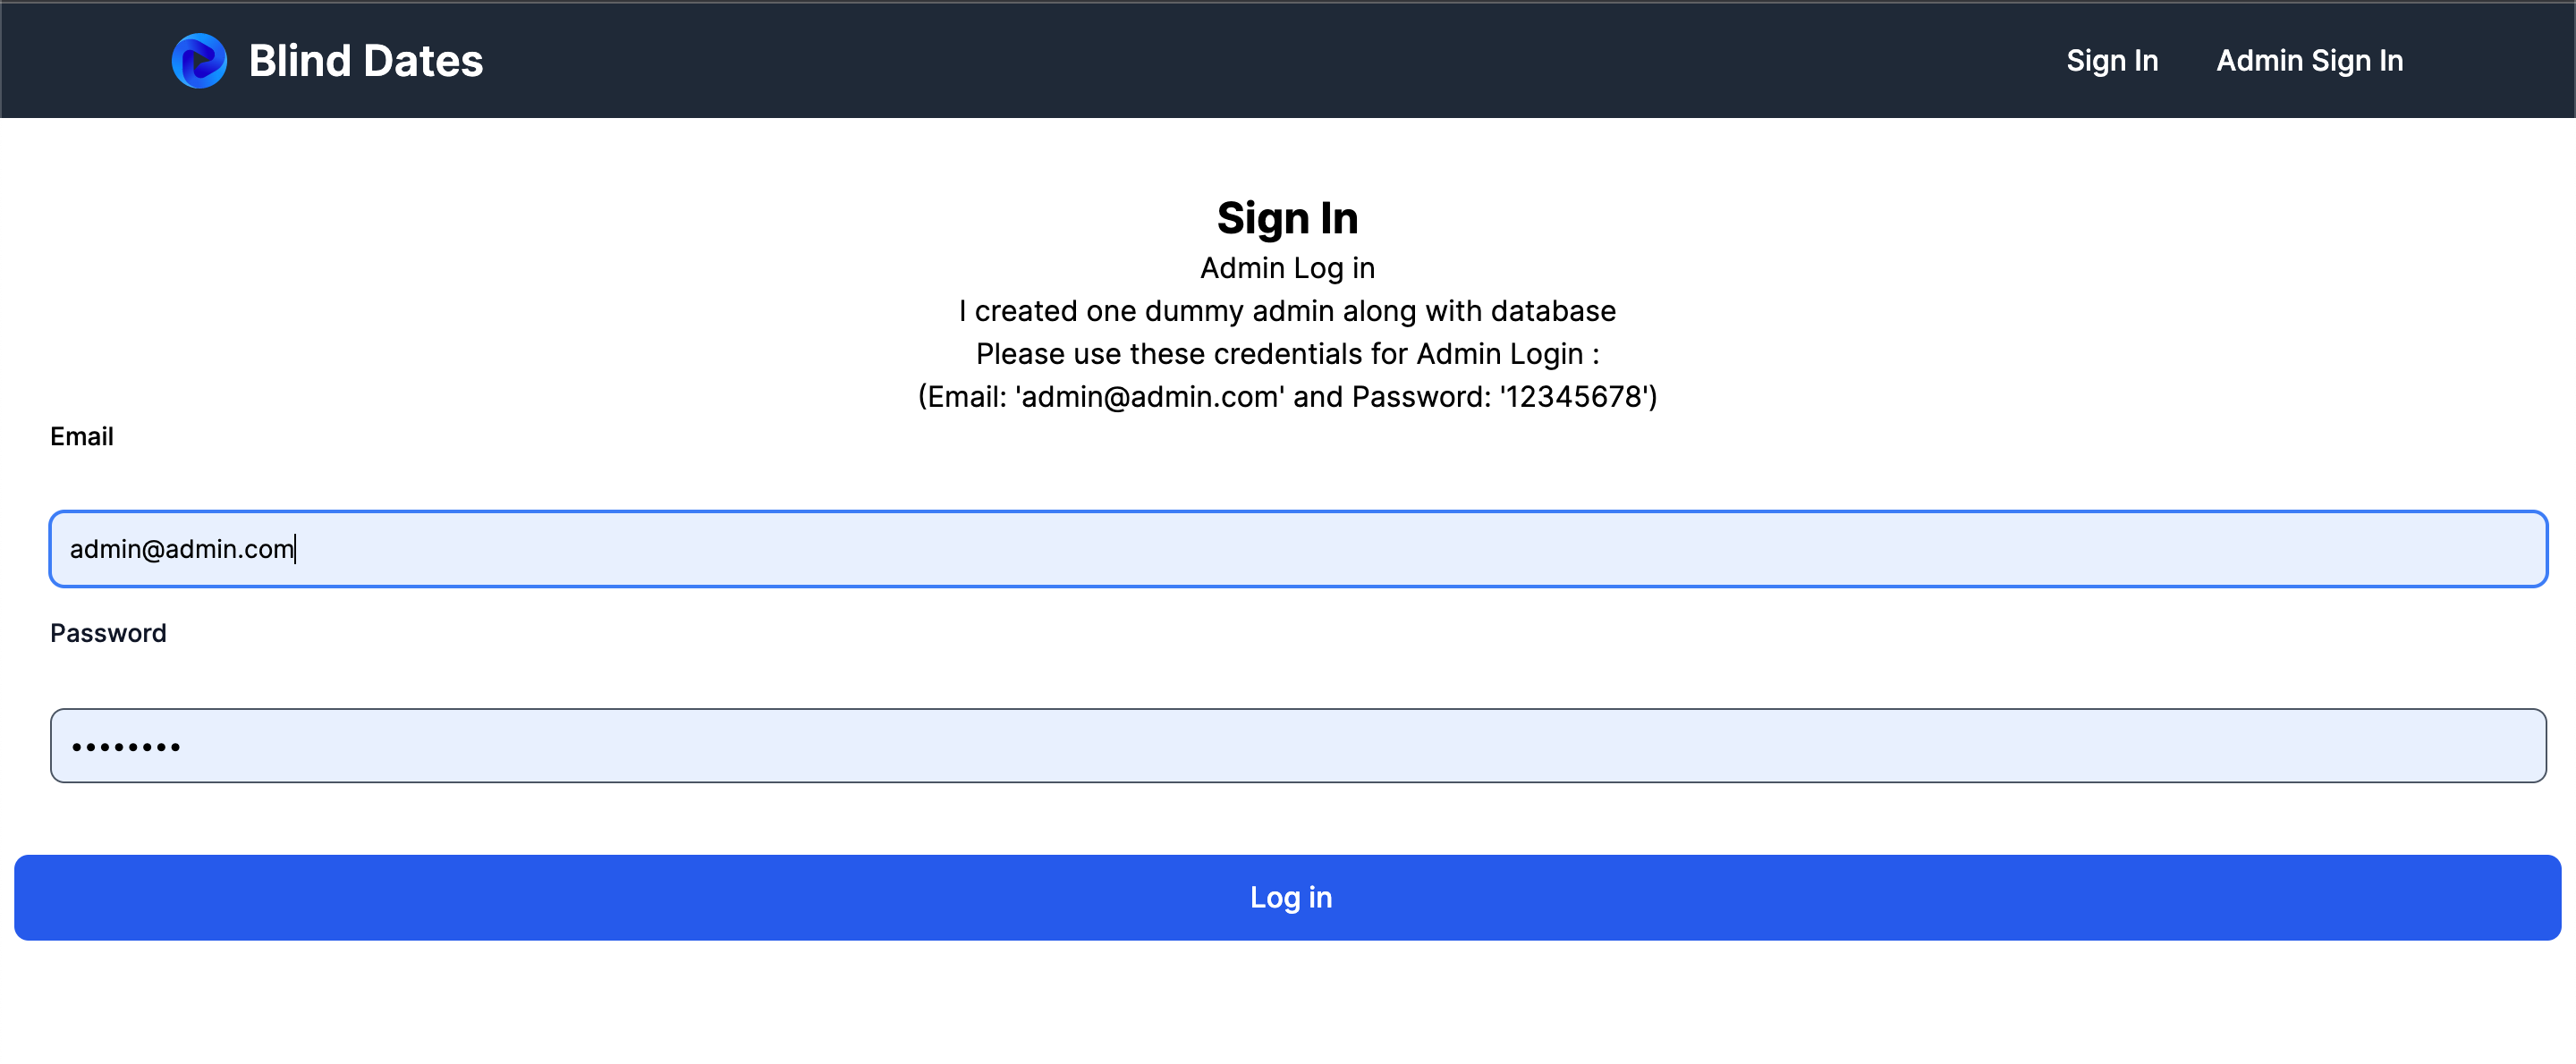 Blind Dates
Sign In
Admin Sign In
Sign In
Admin Log in
I created one dummy admin along with database
Please use these credentials for Admin Login :
(Email: 'admin@admin.com' and Password: '12345678')
Email
admin@admin.com
Password
••••••••
Log in